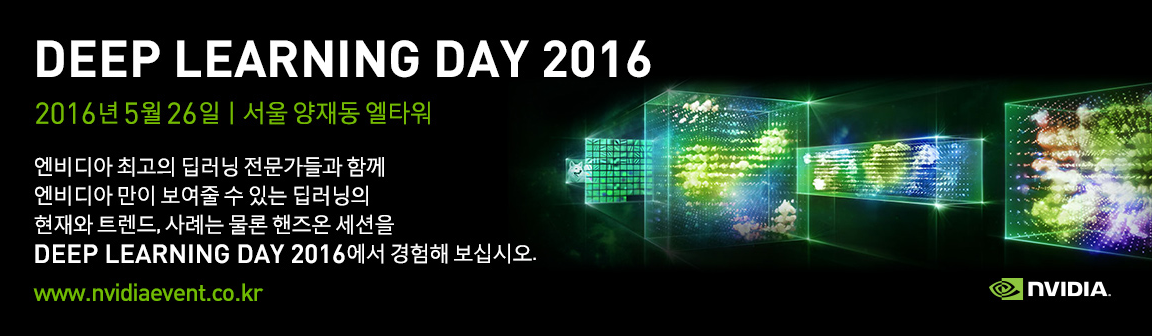 DEEP LEARNING DAY 2016
2016년 5월 26일 | 서울 양재동 엘타워
엔비디아 최고의 딥러닝 전문가들과 함께
엔비디아 만이 보여줄 수 있는 딥러닝의
현재와 트렌드, 사례는 물론 핸즈온 세션을
DEEP LEARNING DAY 2016에서 경험해 보십시오.
www.nvidiaevent.co.kr
NVIDIA.